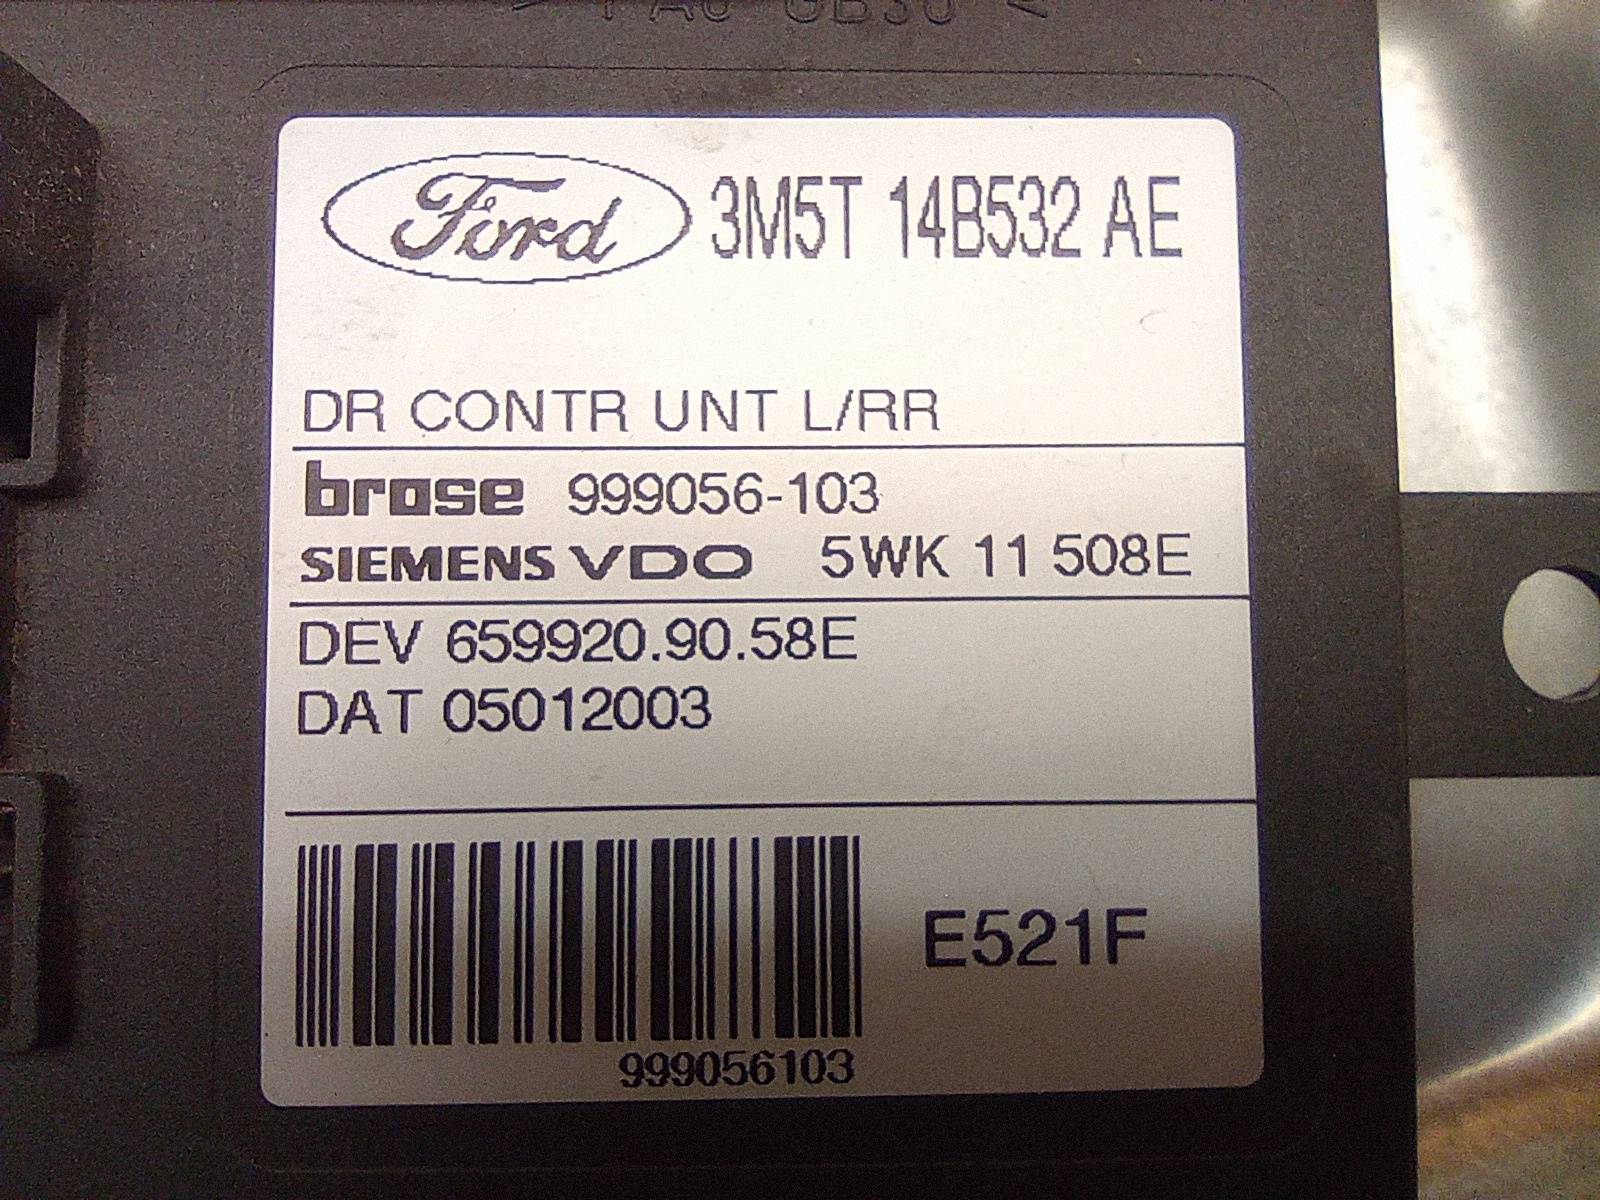 Ford 3M5T 14B532 AE
DR CONTR UNT L/RR
brose 999056-103
SIEMENS VDO 5WK 11 508E
DEV 659920.90.58E
DAT 05012003
E521F
999056103